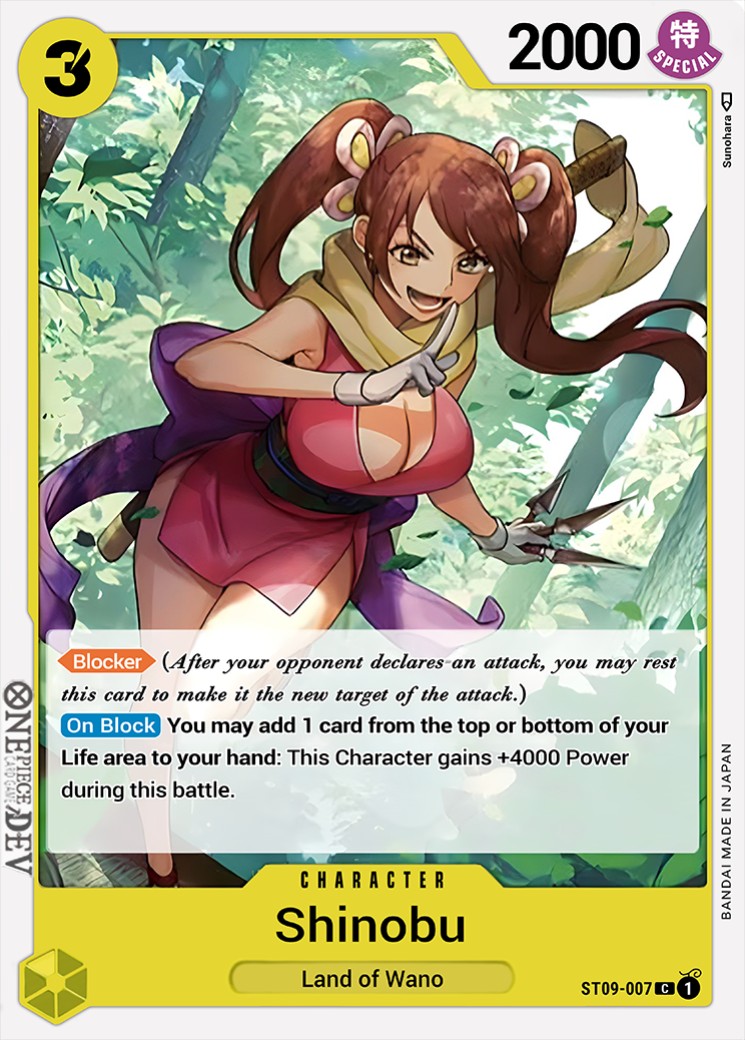 3
2000
特
SPECIAL
Sunohara
Blocker (After your opponent declares an attack, you may rest
this card to make it the new target of the attack.)
On Block You may add 1 card from the top or bottom of your
Life area to your hand: This Character gains +4000 Power
during this battle.
ONE PIECE DEV
CARD GAME
BANDAI MADE IN JAPAN
CHARACTER
Shinobu
Land of Wano
ST09-007 C 1